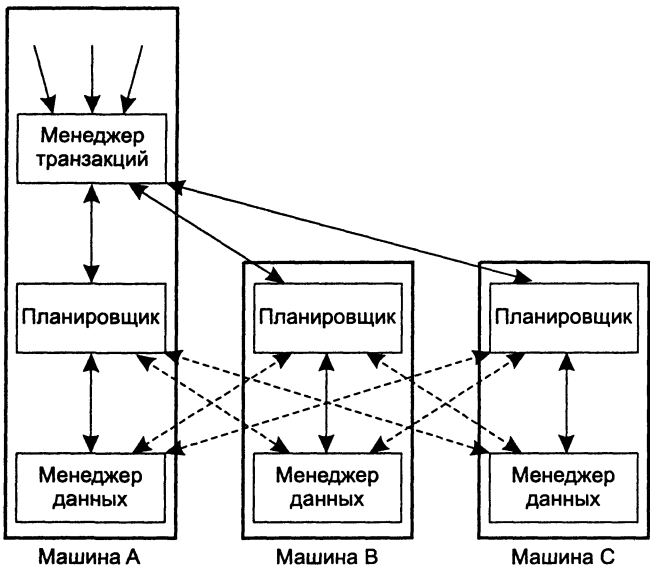 Менеджер
транзакций
Планировщик
Планировщик
Планировщик
Менеджер
данных
Менеджер
данных
Менеджер
данных
Машина A
Машина B
Машина C